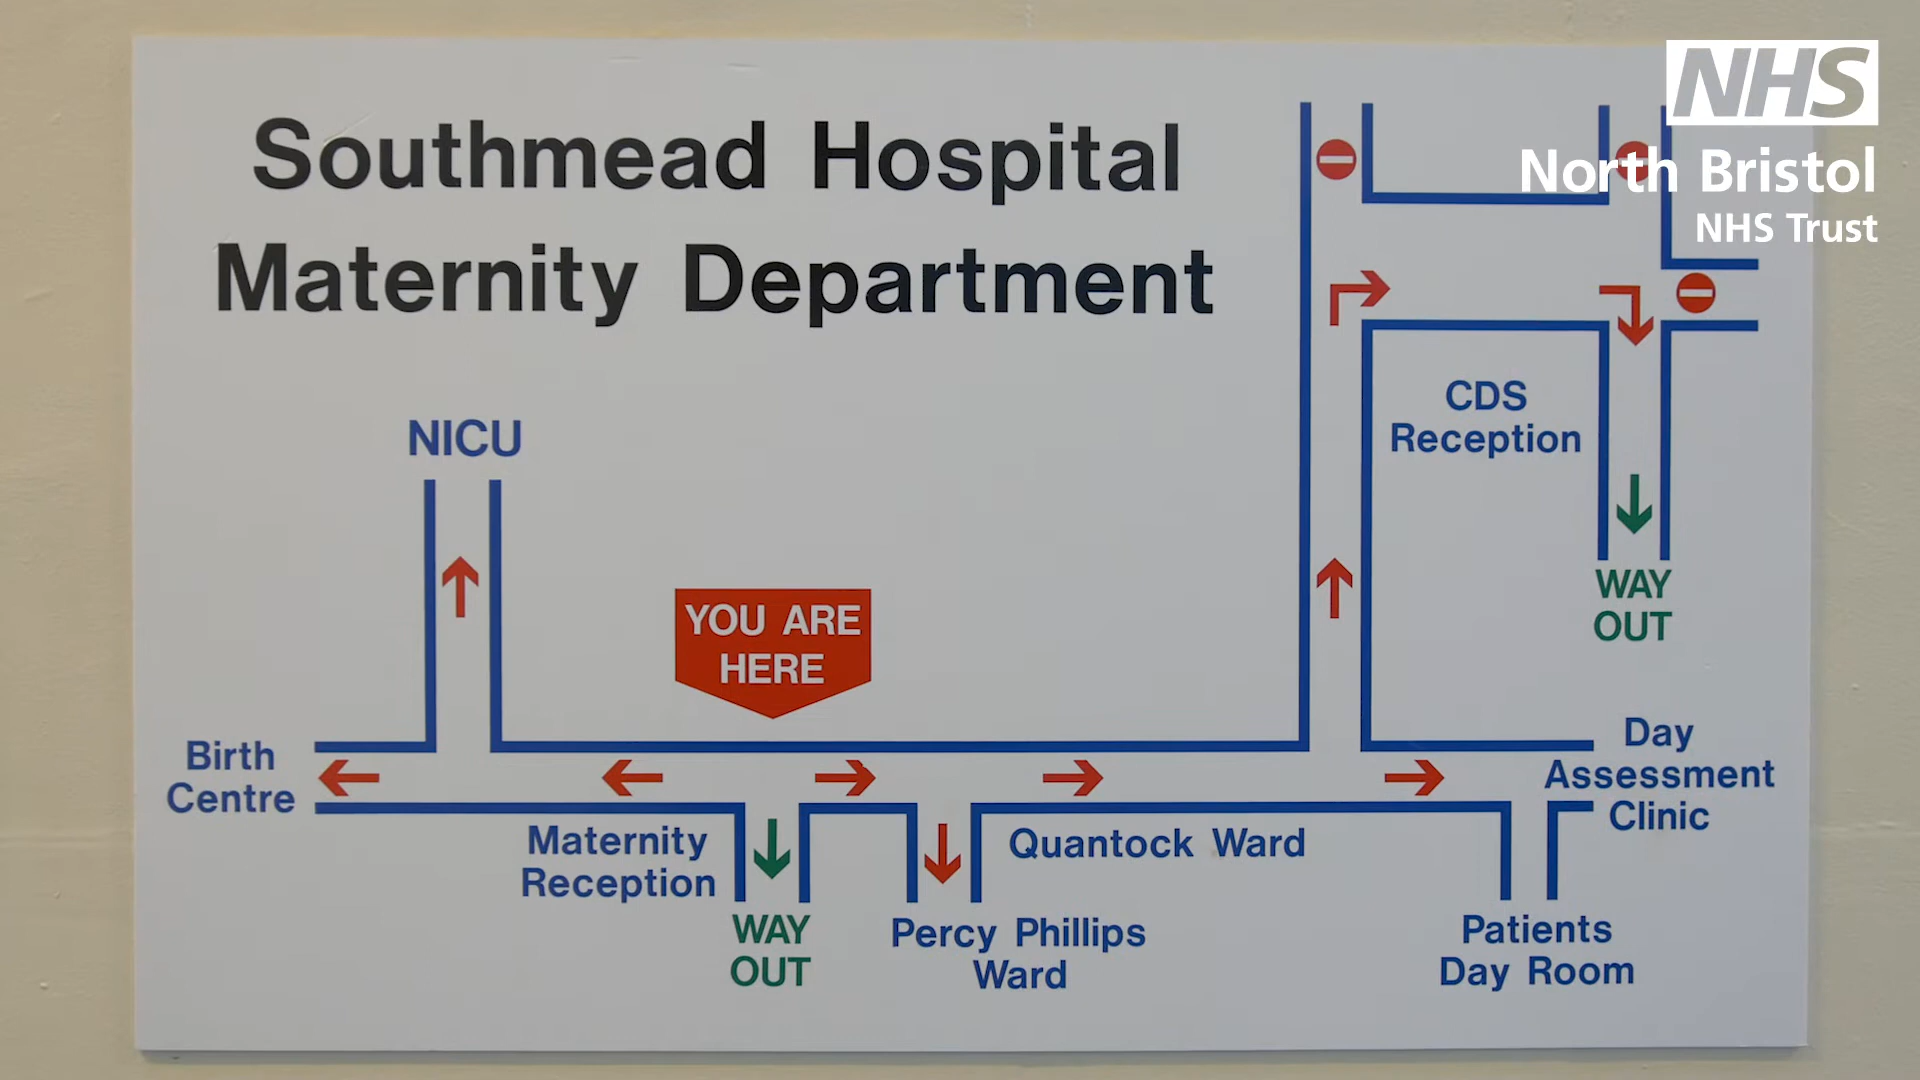 Southmead Hospital
Maternity Department
NHS
North Bristol
NHS Trust
CDS
Reception
NICU
WAY
OUT
YOU ARE
HERE
Birth
Centre
Day
Assessment
Clinic
Maternity
Reception
Quantock Ward
WAY
OUT
Percy Phillips
Ward
Patients
Day Room